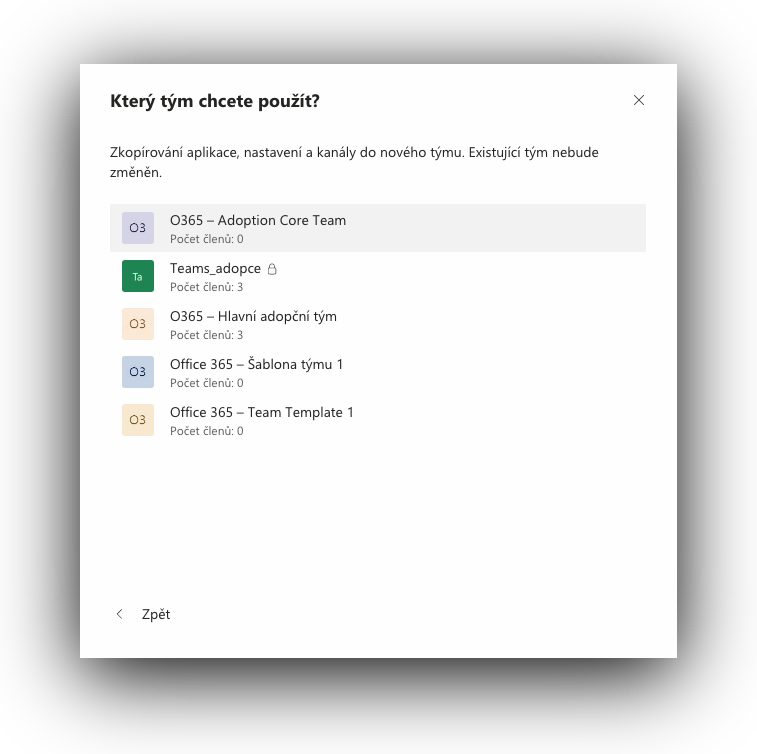 Který tým chcete použít?
Zkopírování aplikace, nastavení a kanály do nového týmu. Existující tým nebude
změněn.
O3
O365 – Adoption Core Team
Počet členů: 0
Ta
Teams_adopce
Počet členů: 3
O3
O365 – Hlavní adopční tým
Počet členů: 3
O3
Office 365 – Šablona týmu 1
Počet členů: 0
O3
Office 365 – Team Template 1
Počet členů: 0
Zpět